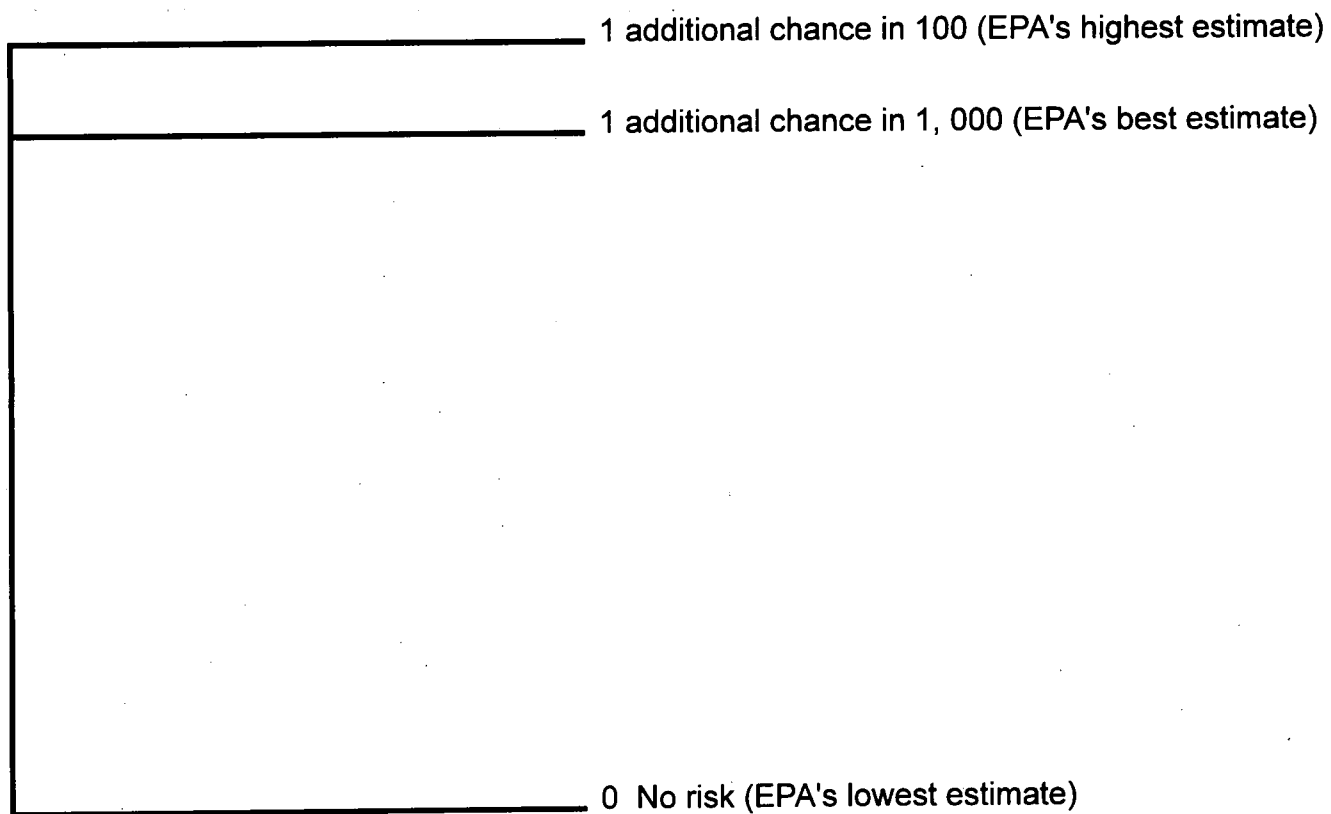 1 additional chance in 100 (EPA's highest estimate)
1 additional chance in 1, 000 (EPA's best estimate)
0 No risk (EPA's lowest estimate)